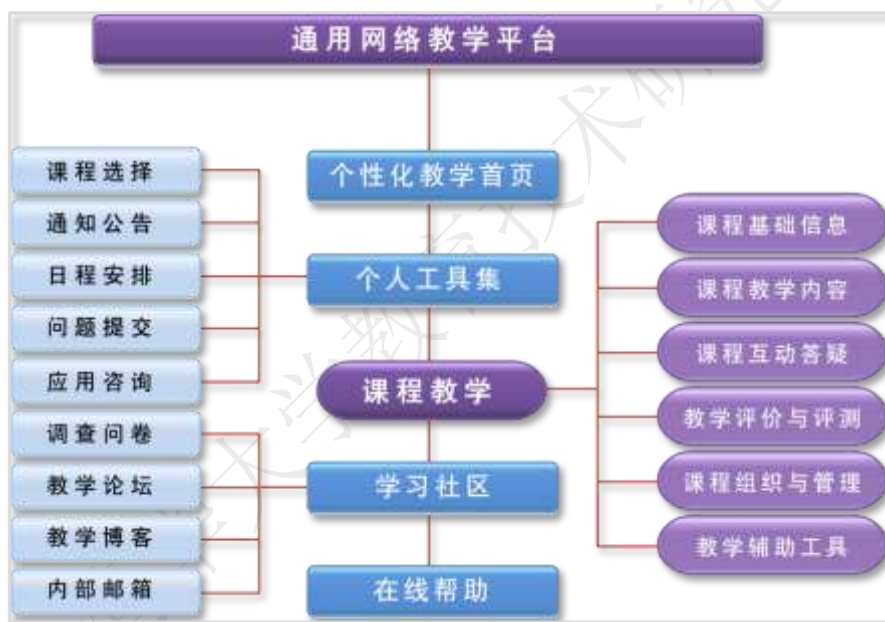 通用网络教学平台
个性化教学首页
个人工具集
课程教学
学习社区
在线帮助
课程选择
通知公告
日程安排
问题提交
应用咨询
调查问卷
教学论坛
教学博客
内部邮箱
课程基础信息
课程教学内容
课程互动答疑
教学评价与评测
课程组织与管理
教学辅助工具